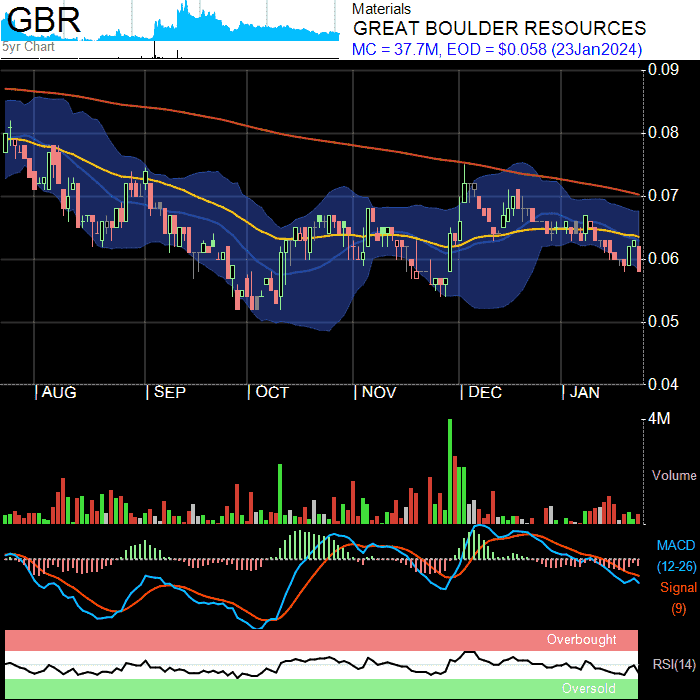 GBR
5yr Chart
Materials
GREAT BOULDER RESOURCES
MC = 37.7M, EOD = $0.058 (23Jan2024)
0.09
0.08
0.07
0.06
0.05
0.04
AUG SEP OCT NOV DEC JAN
4M
Volume
MACD
(12-26)
Signal
(9)
Overbought
RSI(14)
Oversold